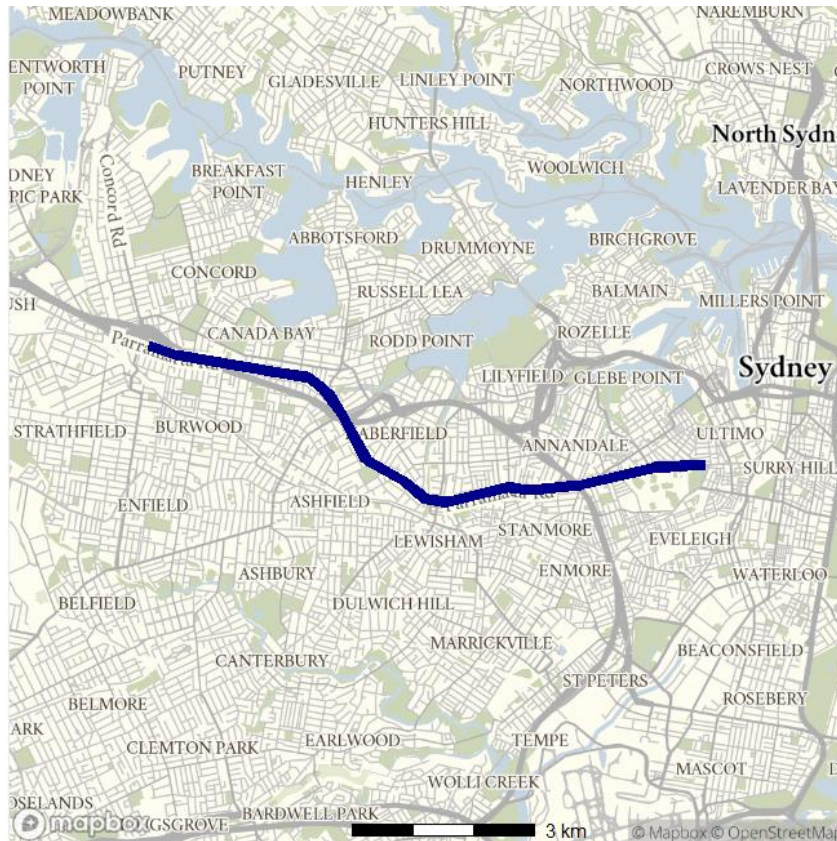 MEADOWBANK
NAREMBURN
ENTWORTH
POINT
PUTNEY
GLADESVILLE
LINLEY POINT
NORTHWOOD
CROWS NEST
HUNTERS HILL
North Sydn
DNEY
PIC PARK
Concord Rd
BREAKFAST
POINT
HENLEY
WOOLWICH
LAVENDER BAY
ABBOTSFORD
DRUMMOYNE
BIRCHGROVE
CONCORD
RUSSELL LEA
BALMAIN
MILLERS POINT
USH
CANADA BAY
RODD POINT
ROZELLE
Parramatta Rd
LILYFIELD
GLEBE POINT
Sydney
STRATHFIELD
BURWOOD
HABERFIELD
ANNANDALE
ULTIMO
SURRY HILL
ENFIELD
ASHFIELD
Parramatta Rd
LEWISHAM
STANMORE
EVELEIGH
ASHBURY
ENMORE
WATERLOO
BELFIELD
DULWICH HILL
MARRICKVILLE
BEACONSFIELD
CANTERBURY
ST PETERS
ROSEBERY
BELMORE
ARK
EARLWOOD
TEMPE
CLEMTON PARK
MASCOT
WOLLI CREEK
OSELANDS
BARDWELL PARK
mapbox
GSGROVE
3 km
© Mapbox © OpenStreetMap